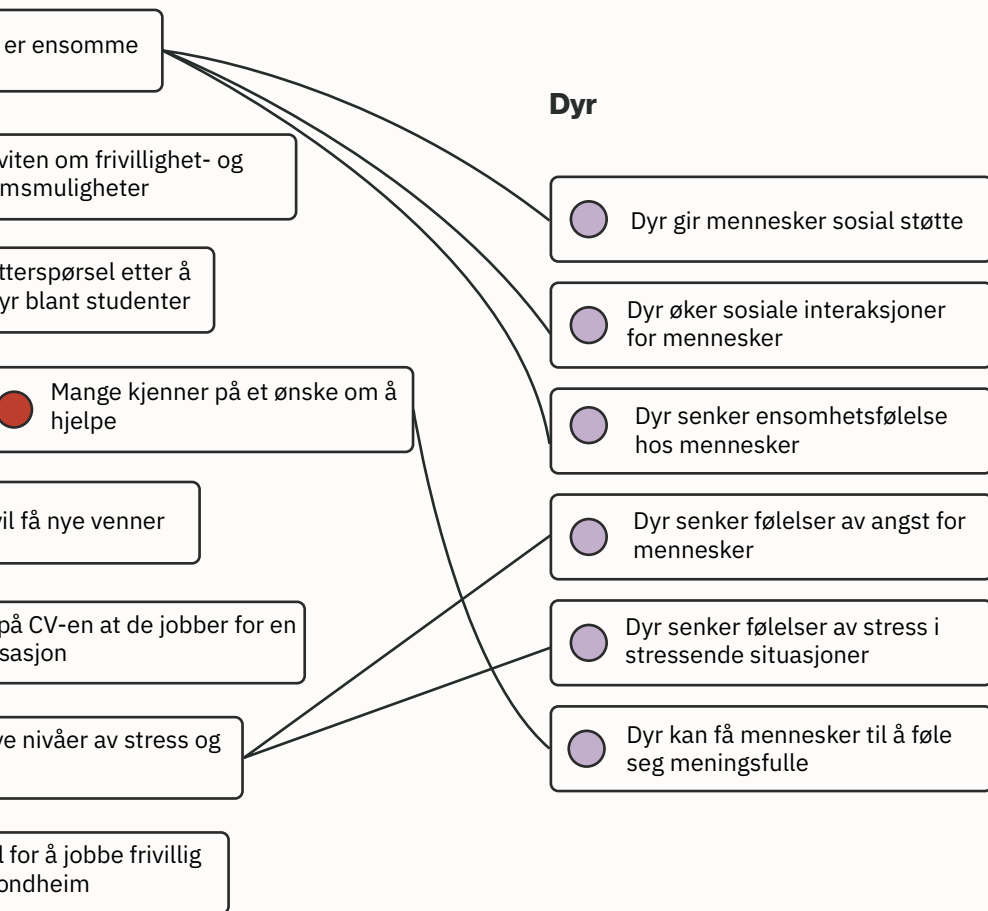 er ensomme
viten om frivillighet- og
msmuligheter
tterspørsel etter å
yr blant studenter
Mange kjenner på et ønske om å
hjelpe
il få nye venner
på CV-en at de jobber for en
sasjon
ve nivåer av stress og
l for å jobbe frivillig
ondheim
Dyr
Dyr gir mennesker sosial støtte
Dyr øker sosiale interaksjoner
for mennesker
Dyr senker ensomhetsfølelse
hos mennesker
Dyr senker følelser av angst for
mennesker
Dyr senker følelser av stress i
stressende situasjoner
Dyr kan få mennesker til å føle
seg meningsfulle